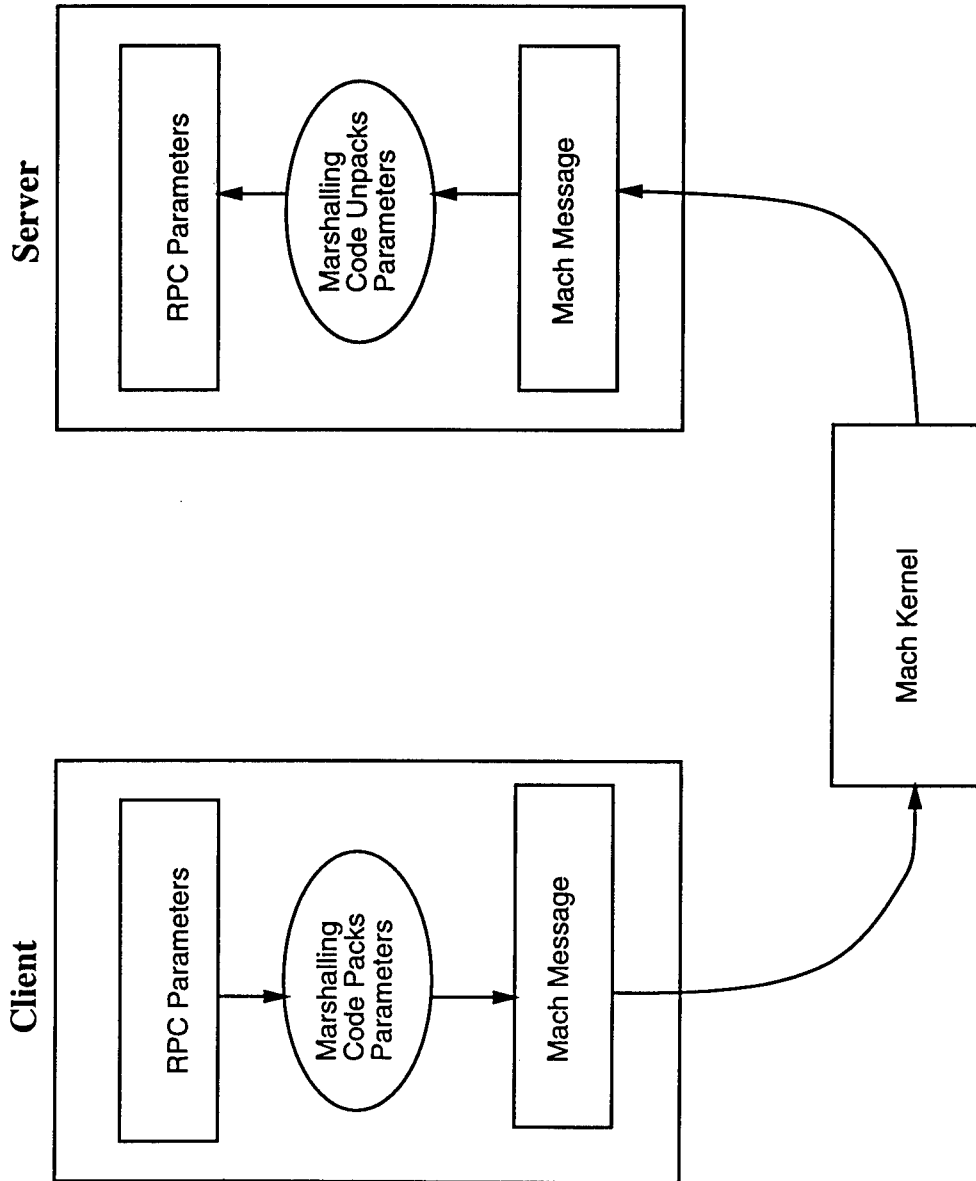 Client
RPC Parameters
Marshalling
Code Packs
Parameters
Mach Message
Mach Kernel
Server
RPC Parameters
Marshalling
Code Unpacks
Parameters
Mach Message